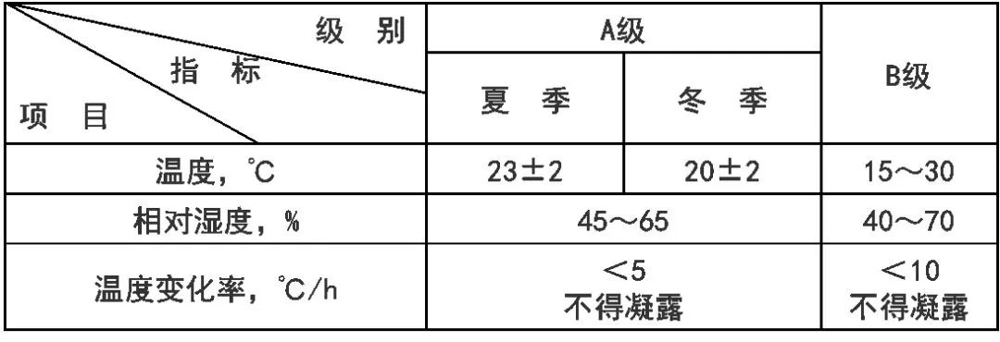 级 别
指 标
项 目
A级
B级
夏 季
冬 季
温度，℃
23±2
20±2
15～30
相对湿度，%
45～65
40～70
温度变化率，℃/h
＜5
不得凝露
＜10
不得凝露